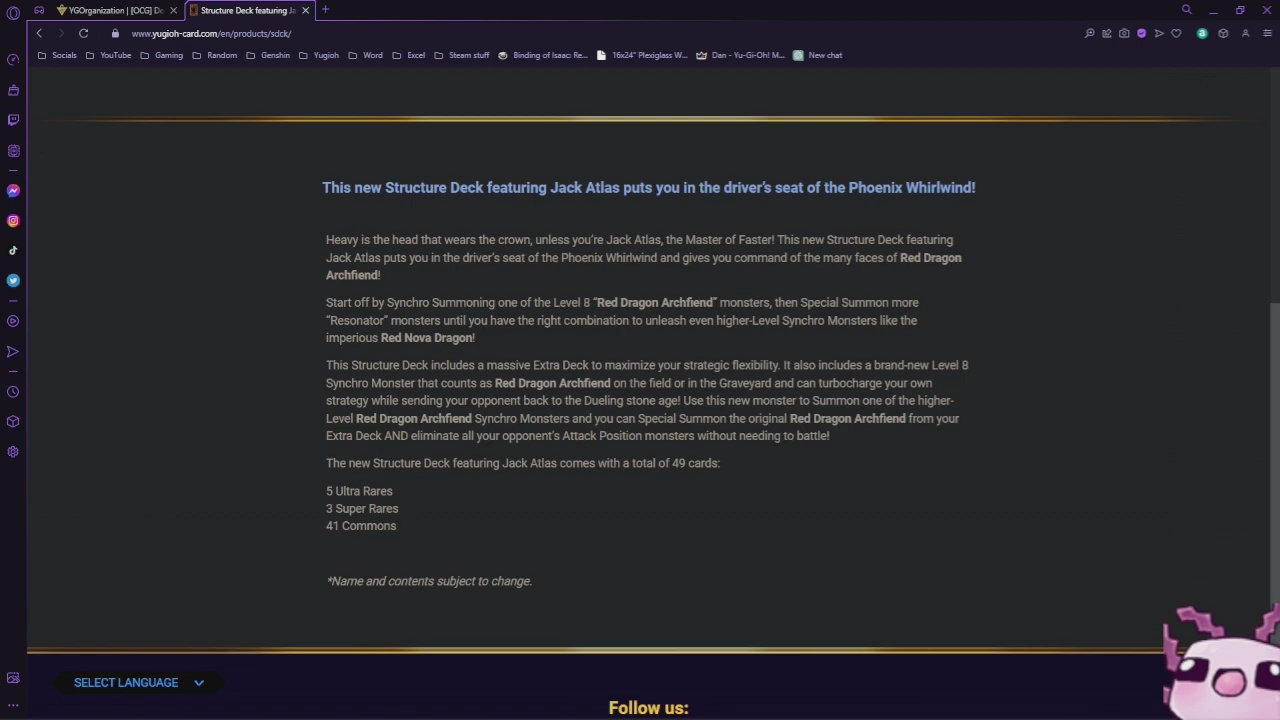 YGOrganization | [OCG] De
Structure Deck featuring Ja
www.yugioh-card.com/en/products/sdck/
Socials
YouTube
Gaming
Random
Genshin
Yugioh
Word
Excel
Steam stuff
Binding of Isaac: Re...
16x24" Plexiglass W...
Dan - Yu-Gi-Oh! M...
New chat
This new Structure Deck featuring Jack Atlas puts you in the driver's seat of the Phoenix Whirlwind!
Heavy is the head that wears the crown, unless you're Jack Atlas, the Master of Faster! This new Structure Deck featuring
Jack Atlas puts you in the driver's seat of the Phoenix Whirlwind and gives you command of the many faces of Red Dragon
Archfiend!
Start off by Synchro Summoning one of the Level 8 “Red Dragon Archfiend” monsters, then Special Summon more
“Resonator” monsters until you have the right combination to unleash even higher-Level Synchro Monsters like the
imperious Red Nova Dragon!
This Structure Deck includes a massive Extra Deck to maximize your strategic flexibility. It also includes a brand-new Level 8
Synchro Monster that counts as Red Dragon Archfiend on the field or in the Graveyard and can turbocharge your own
strategy while sending your opponent back to the Dueling stone age! Use this new monster to Summon one of the higher-
Level Red Dragon Archfiend Synchro Monsters and you can Special Summon the original Red Dragon Archfiend from your
Extra Deck AND eliminate all your opponent's Attack Position monsters without needing to battle!
The new Structure Deck featuring Jack Atlas comes with a total of 49 cards:
5 Ultra Rares
3 Super Rares
41 Commons
*Name and contents subject to change.
SELECT LANGUAGE
Follow us: